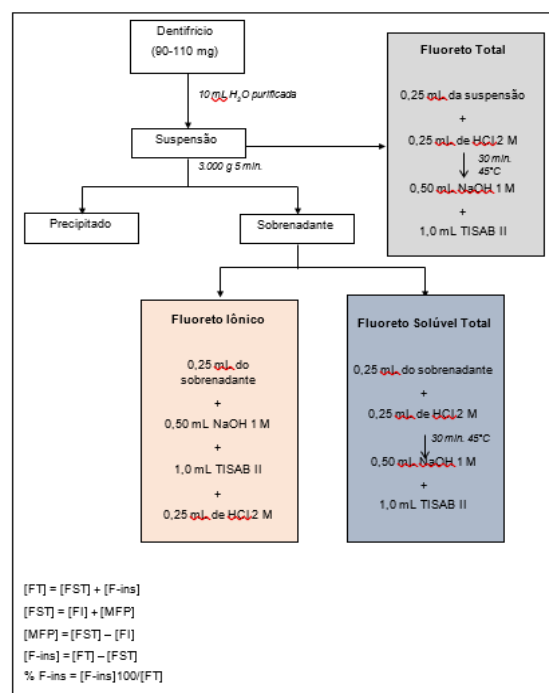 Dentifrício
(90-110 mg)
10 mL H₂O purificada
Suspensão
3.000 g 5 min.
Precipitado
Sobrenadante
Fluoreto Total
0,25 mL da suspensão
+
0,25 mL de HCl 2 M
30 min.
45°C
0,50 mL NaOH 1 M
+
1,0 mL TISAB II
Fluoreto Iônico
0,25 mL do
sobrenadante
+
0,50 mL NaOH 1 M
+
1,0 mL TISAB II
+
0,25 mL de HCl 2 M
Fluoreto Solúvel Total
0,25 mL do sobrenadante
+
0,25 mL de HCl 2 M
30 min. 45°C
0,50 mL NaOH 1 M
+
1,0 mL TISAB II
[FT] = [FST] + [F-ins]
[FST] = [FI] + [MFP]
[MFP] = [FST] – [FI]
[F-ins] = [FT] – [FST]
% F-ins = [F-ins]100/[FT]